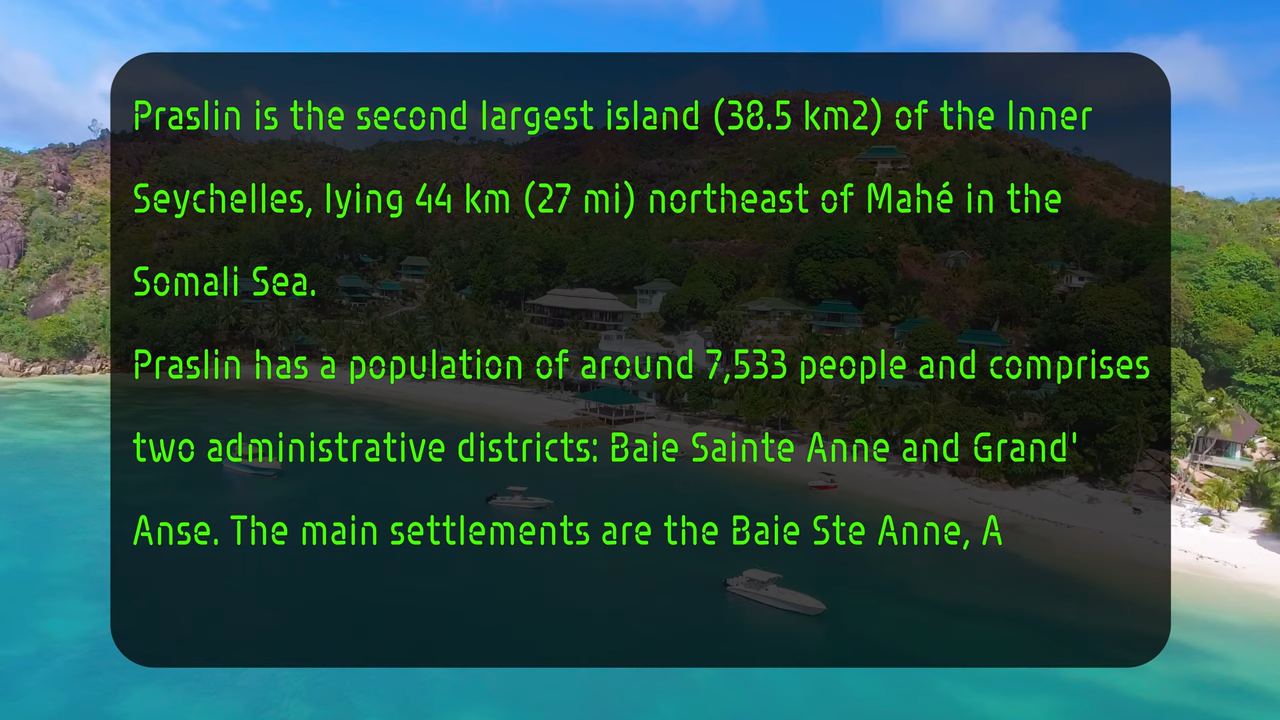 Praslin is the second largest island (38.5 km2) of the Inner
Seychelles, lying 44 km (27 mi) northeast of Mahé in the
Somali Sea.
Praslin has a population of around 7,533 people and comprises
two administrative districts: Baie Sainte Anne and Grand'
Anse. The main settlements are the Baie Ste Anne, A